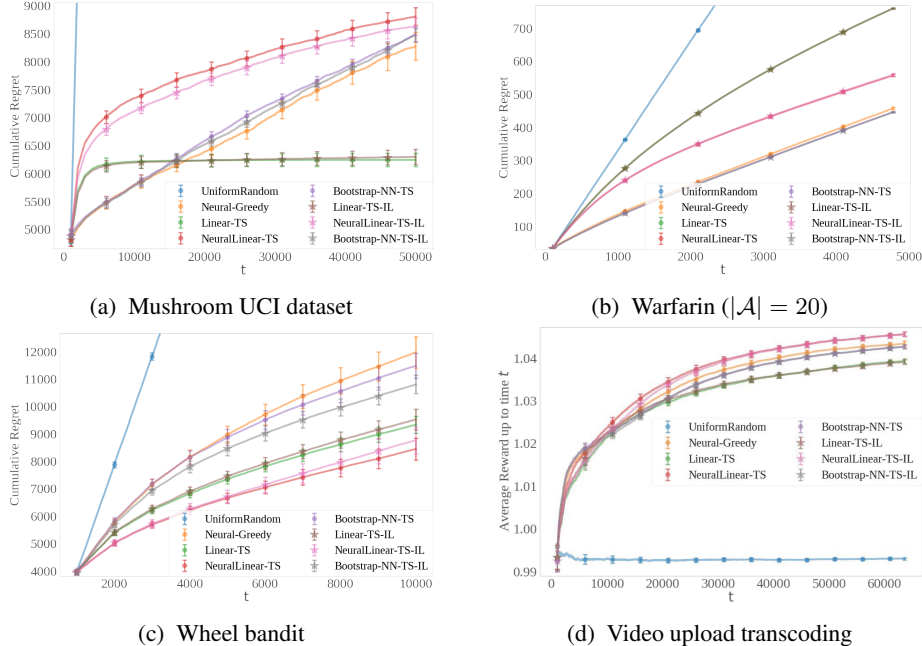 9000
8500
8000
7500
7000
6500
6000
5500
5000
Cumulative Regret
UniformRandom
Neural-Greedy
Linear-TS
NeuralLinear-TS
Bootstrap-NN-TS
Linear-TS-IL
NeuralLinear-TS-IL
Bootstrap-NN-TS-IL
0 10000 20000 30000 40000 50000
t
(a) Mushroom UCI dataset
700
600
500
400
300
200
100
Cumulative Regret
UniformRandom
Neural-Greedy
Linear-TS
NeuralLinear-TS
Bootstrap-NN-TS
Linear-TS-IL
NeuralLinear-TS-IL
Bootstrap-NN-TS-IL
0 1000 2000 3000 4000 5000
t
(b) Warfarin (|𝒜| = 20)
12000
11000
10000
9000
8000
7000
6000
5000
4000
Cumulative Regret
UniformRandom
Neural-Greedy
Linear-TS
NeuralLinear-TS
Bootstrap-NN-TS
Linear-TS-IL
NeuralLinear-TS-IL
Bootstrap-NN-TS-IL
2000 4000 6000 8000 10000
t
(c) Wheel bandit
1.04
1.03
1.02
1.01
1.00
0.99
Average Reward up to time t
UniformRandom
Neural-Greedy
Linear-TS
NeuralLinear-TS
Bootstrap-NN-TS
Linear-TS-IL
NeuralLinear-TS-IL
Bootstrap-NN-TS-IL
0 10000 20000 30000 40000 50000 60000
t
(d) Video upload transcoding